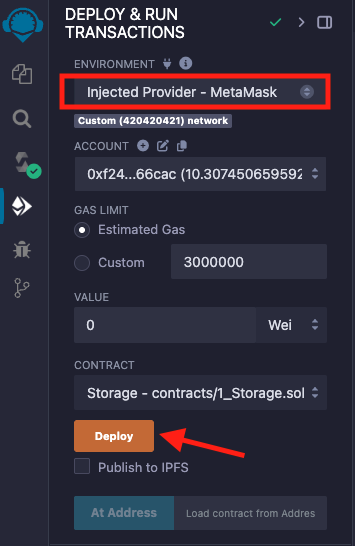 DEPLOY & RUN
TRANSACTIONS
ENVIRONMENT
Injected Provider - MetaMask
Custom (420420421) network
ACCOUNT
0xf24...66cac (10.307450659592
GAS LIMIT
Estimated Gas
Custom
3000000
VALUE
0
Wei
CONTRACT
Storage - contracts/1_Storage.sol
Deploy
Publish to IPFS
At Address
Load contract from Addres